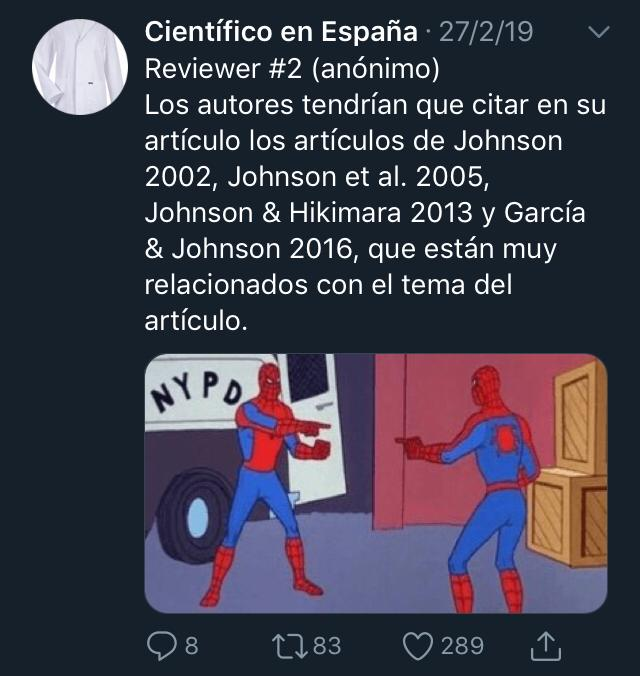 Científico en España · 27/2/19
Reviewer #2 (anónimo)
Los autores tendrían que citar en su
artículo los artículos de Johnson
2002, Johnson et al. 2005,
Johnson & Hikimara 2013 y García
& Johnson 2016, que están muy
relacionados con el tema del
artículo.
NYPD
8 83 289